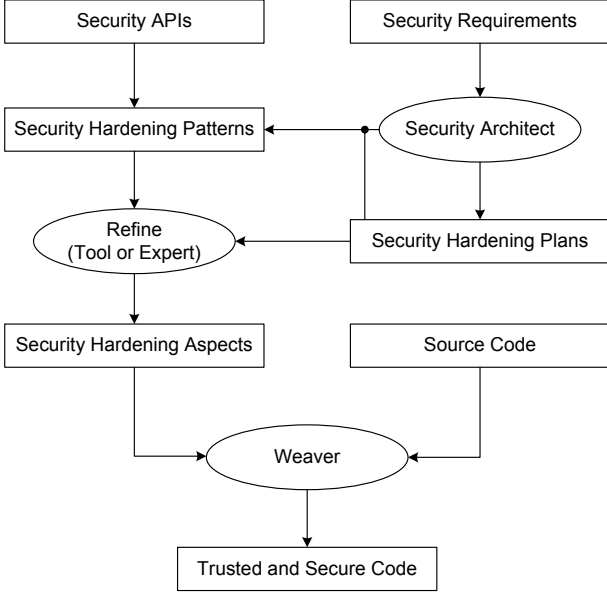 Security APIs
Security Requirements
Security Hardening Patterns
Security Architect
Refine
(Tool or Expert)
Security Hardening Plans
Security Hardening Aspects
Source Code
Weaver
Trusted and Secure Code